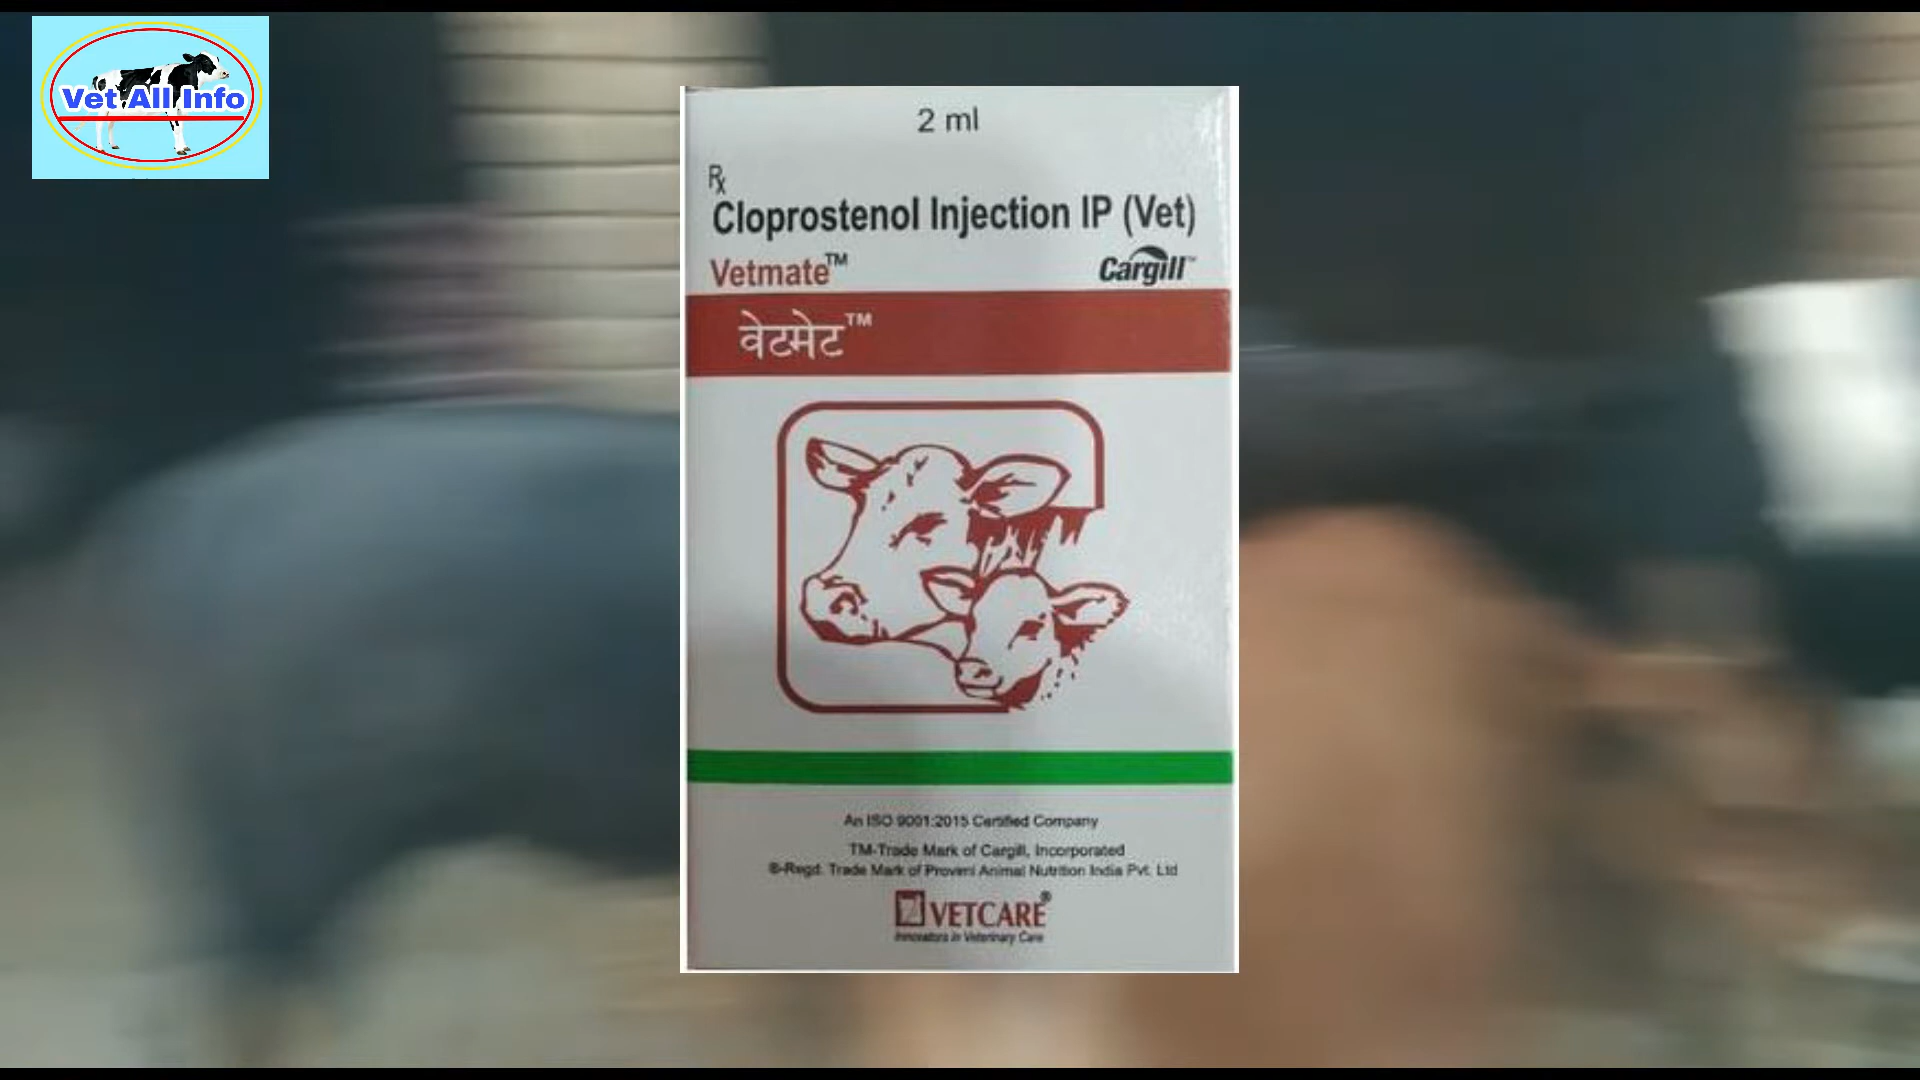 Vet All Info
2 ml
Rx
Cloprostenol Injection IP (Vet)
Vetmate™
Cargill™
वेटमेट™
An ISO 9001:2015 Certified Company
TM-Trade Mark of Cargill, Incorporated
®-Regd. Trade Mark of Provimi Animal Nutrition India Pvt. Ltd
VETCARE®
Innovators in Veterinary Care